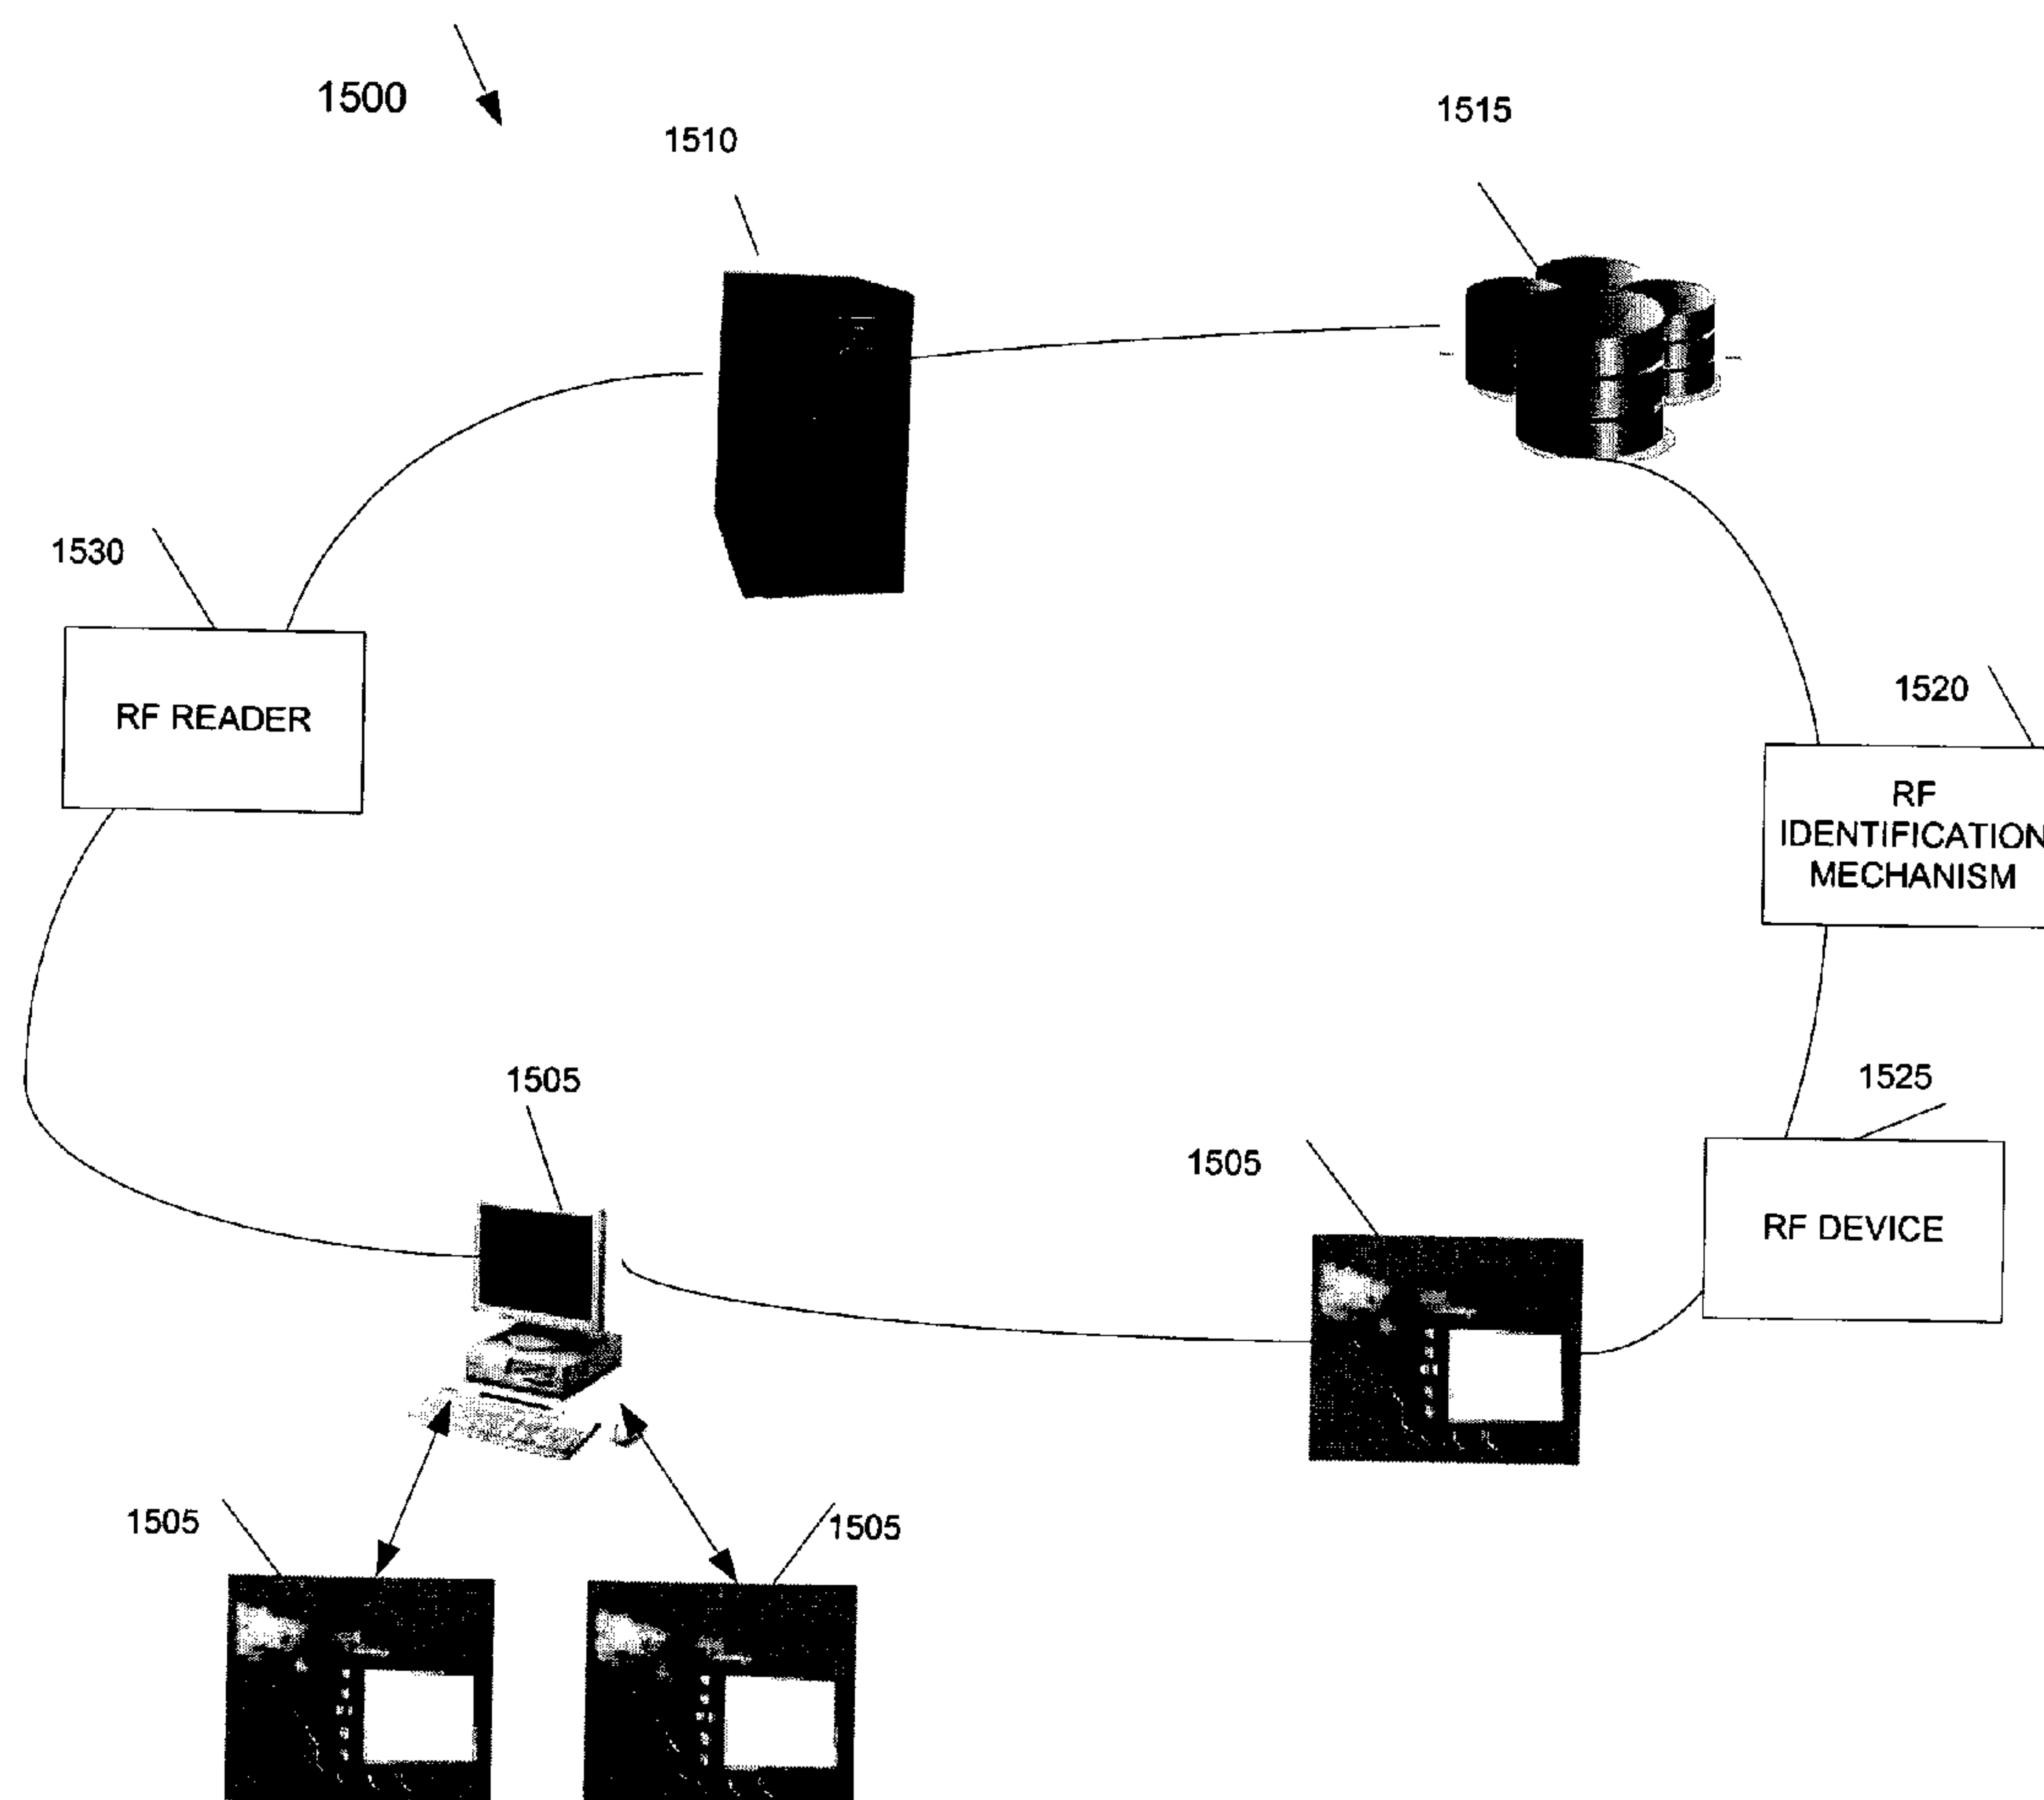 1500
1510
1515
1530
RF READER
1520
RF
IDENTIFICATION
MECHANISM
1505
1525
1505
RF DEVICE
1505
1505